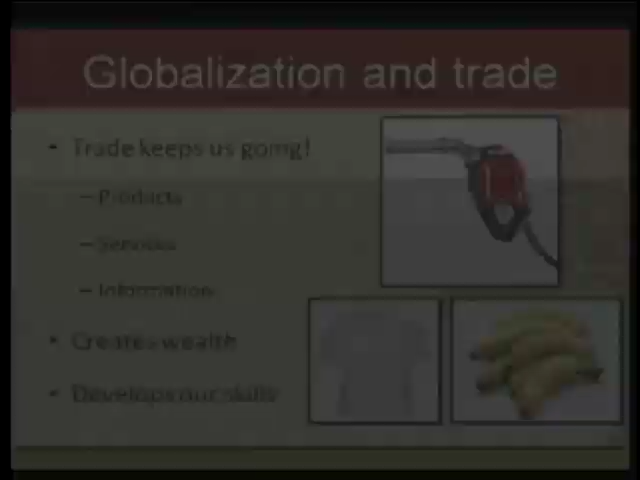 Globalization and trade
• Trade keeps us going!
– Products
– Services
– Information
• Creates wealth
• Develops our skills